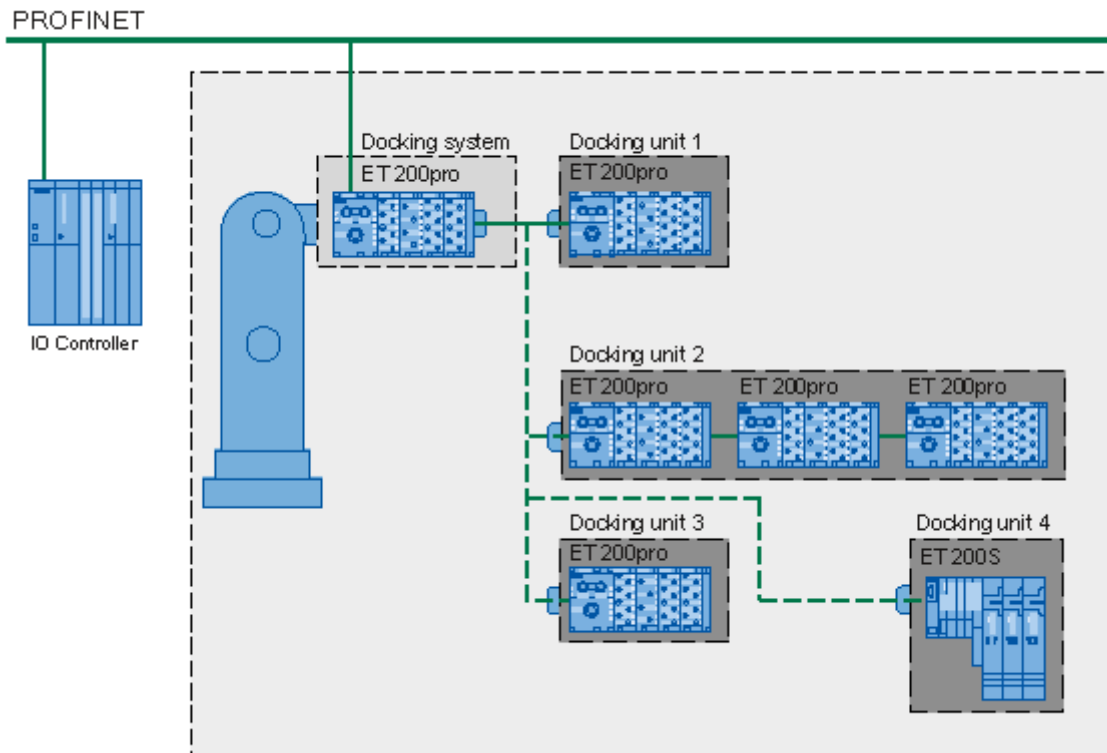 PROFINET
Docking system
Docking unit 1
ET 200pro
ET 200pro
IO Controller
Docking unit 2
ET 200pro
ET 200pro
ET 200pro
Docking unit 3
Docking unit 4
ET 200pro
ET 200S